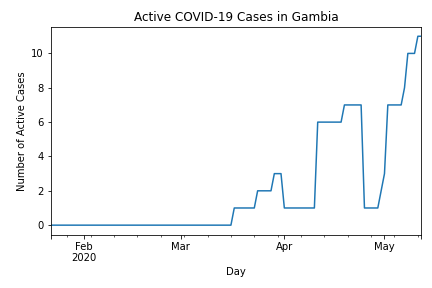 Active COVID-19 Cases in Gambia
Number of Active Cases
10
8
6
4
2
0
Feb
2020
Mar
Apr
May
Day